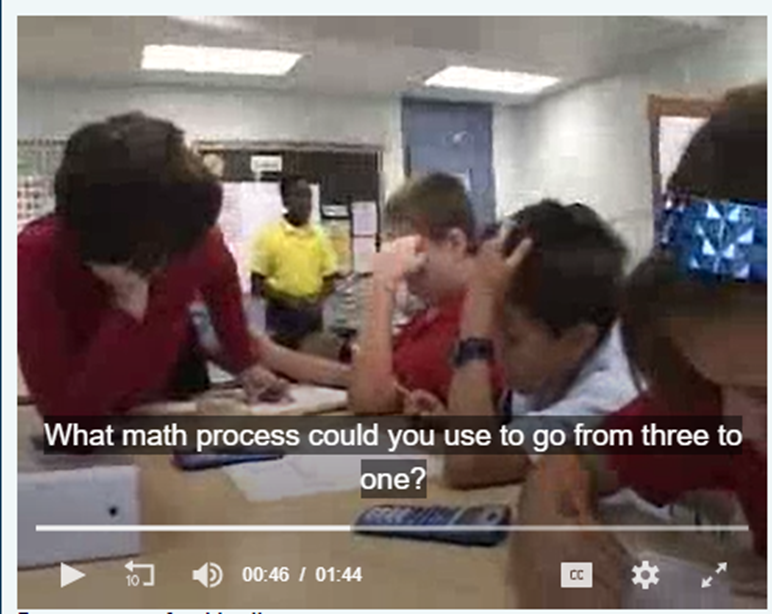 What math process could you use to go from three to
one?
10
00:46 / 01:44
CC